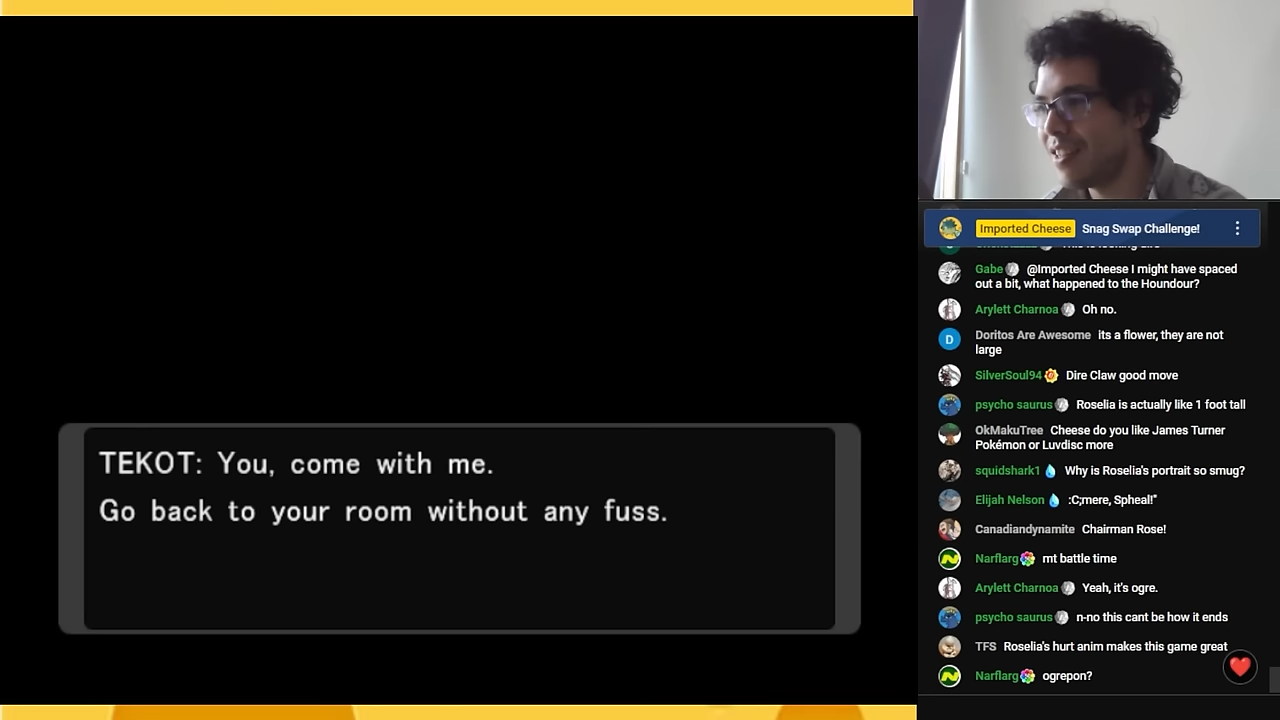 TEKOT: You, come with me.
Go back to your room without any fuss.
Imported Cheese Snag Swap Challenge!
Gabe @Imported Cheese I might have spaced
out a bit, what happened to the Houndour?
Arylett Charnoa Oh no.
Doritos Are Awesome its a flower, they are not
large
D
SilverSoul94 Dire Claw good move
psycho saurus Roselia is actually like 1 foot tall
OkMakuTree Cheese do you like James Turner
Pokémon or Luvdisc more
squidshark1 Why is Roselia's portrait so smug?
Elijah Nelson :C;mere, Spheal!"
Canadiandynamite Chairman Rose!
Narflarg mt battle time
Arylett Charnoa Yeah, it's ogre.
psycho saurus n-no this cant be how it ends
TFS Roselia's hurt anim makes this game great
Narflarg ogrepon?